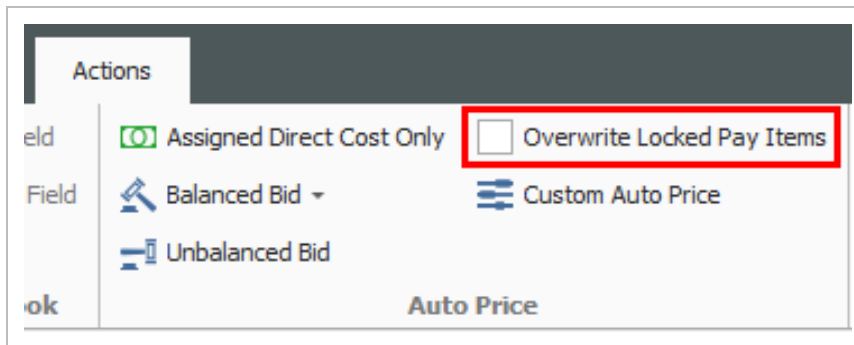 Actions
eld
Assigned Direct Cost Only
Overwrite Locked Pay Items
Field
Balanced Bid
Custom Auto Price
Unbalanced Bid
ok
Auto Price